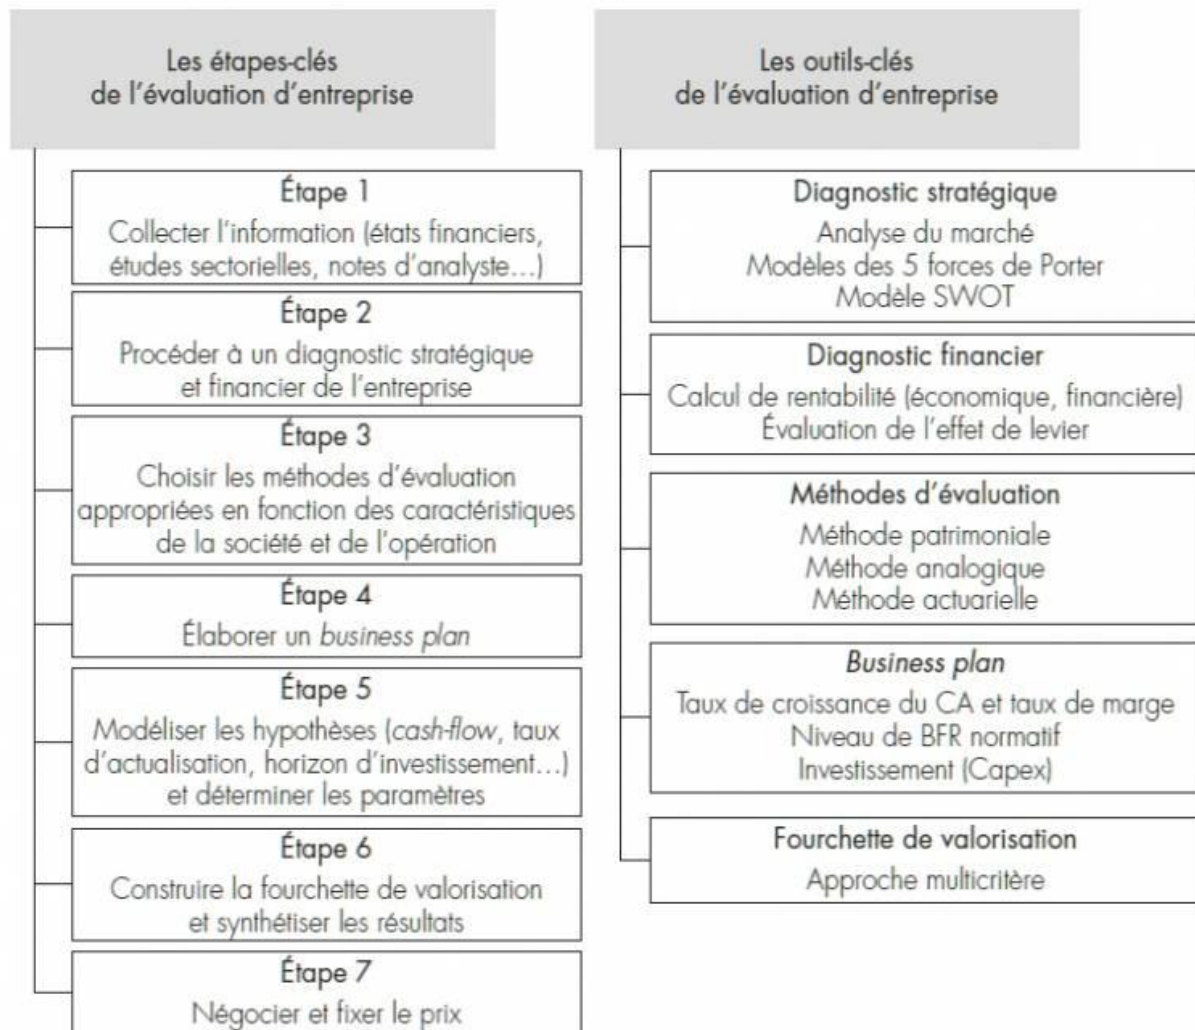 Les étapes-clés
de l'évaluation d'entreprise
Étape 1
Collecter l'information (états financiers,
études sectorielles, notes d'analyste...)
Étape 2
Procéder à un diagnostic stratégique
et financier de l'entreprise
Étape 3
Choisir les méthodes d'évaluation
appropriées en fonction des caractéristiques
de la société et de l'opération
Étape 4
Élaborer un business plan
Étape 5
Modéliser les hypothèses (cash-flow, taux
d'actualisation, horizon d'investissement...)
et déterminer les paramètres
Étape 6
Construire la fourchette de valorisation
et synthétiser les résultats
Étape 7
Négocier et fixer le prix
Les outils-clés
de l'évaluation d'entreprise
Diagnostic stratégique
Analyse du marché
Modèles des 5 forces de Porter
Modèle SWOT
Diagnostic financier
Calcul de rentabilité (économique, financière)
Évaluation de l'effet de levier
Méthodes d'évaluation
Méthode patrimoniale
Méthode analogique
Méthode actuarielle
Business plan
Taux de croissance du CA et taux de marge
Niveau de BFR normatif
Investissement (Capex)
Fourchette de valorisation
Approche multicritère